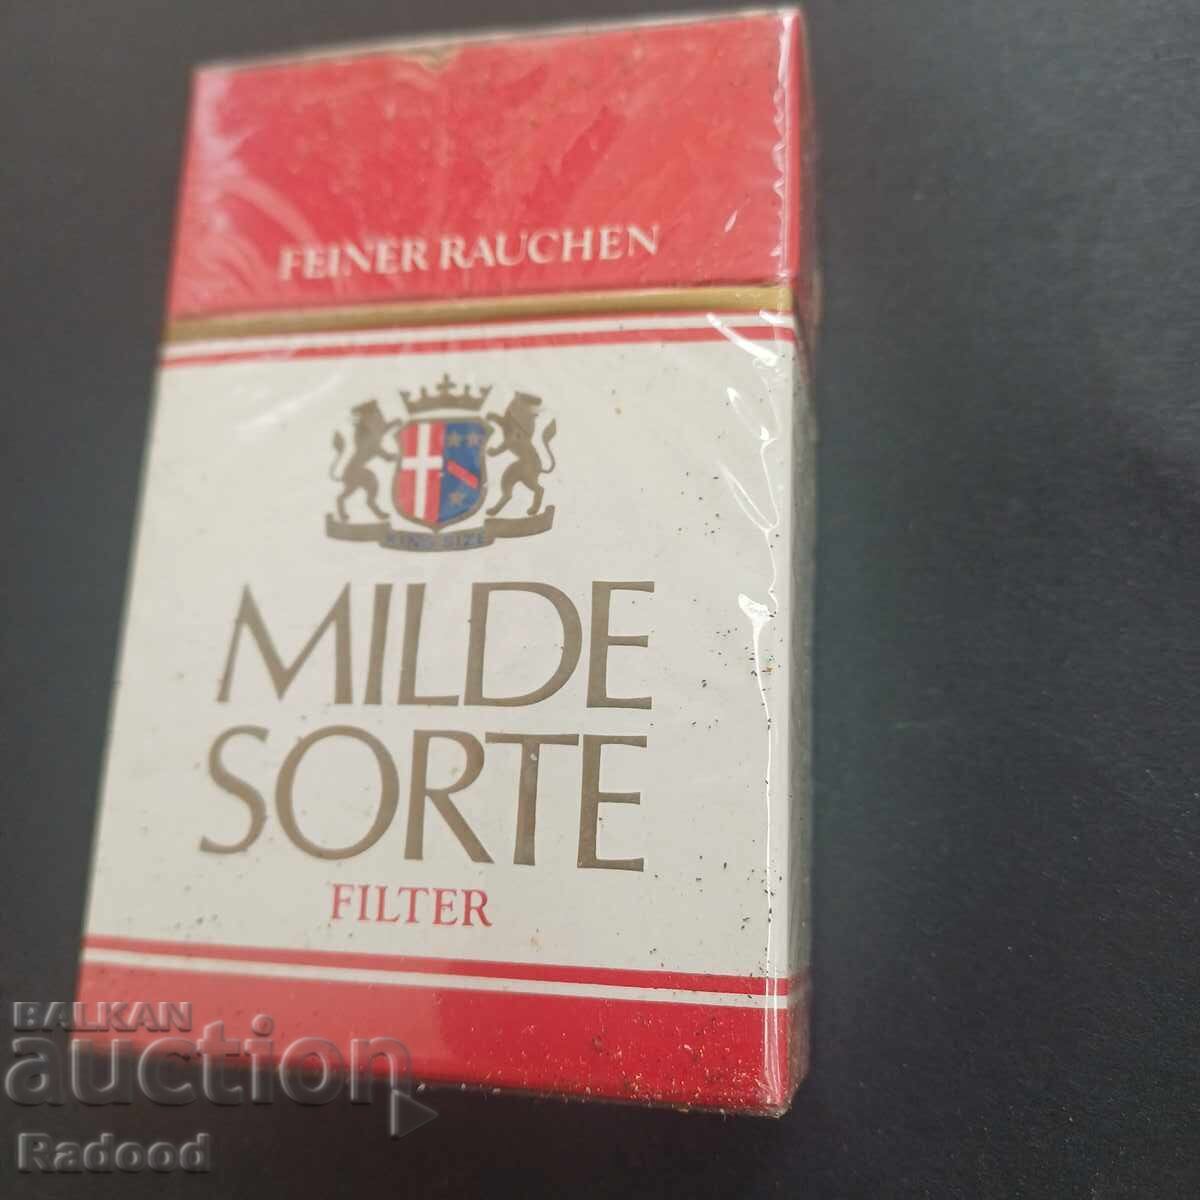 FEINER RAUCHEN
KING SIZE
MILDE
SORTE
FILTER
BALKAN
auction
Radood